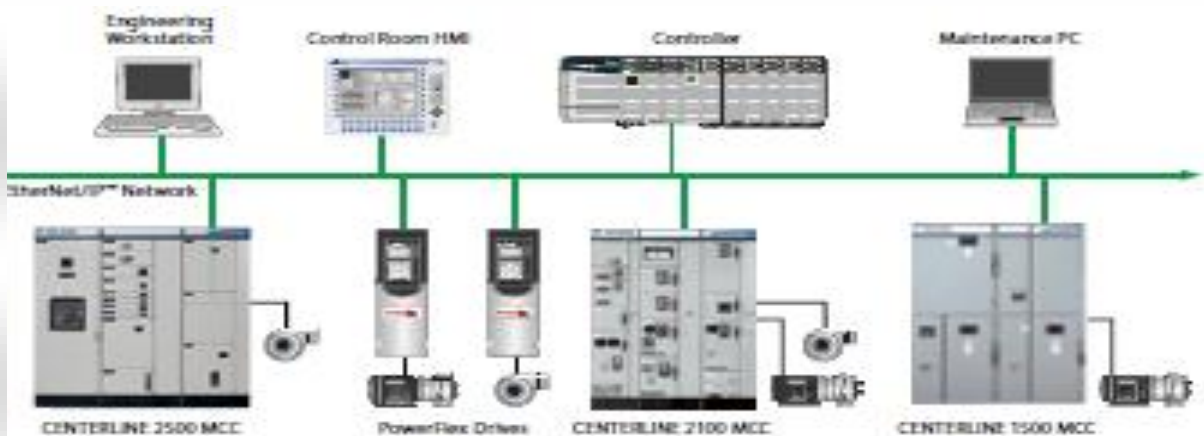 Engineering
Workstation
Control Room HMI
Controller
Maintenance PC
EtherNet/IP™ Network
CENTERLINE 2500 MCC
PowerFlex Drives
CENTERLINE 2100 MCC
CENTERLINE 1500 MCC